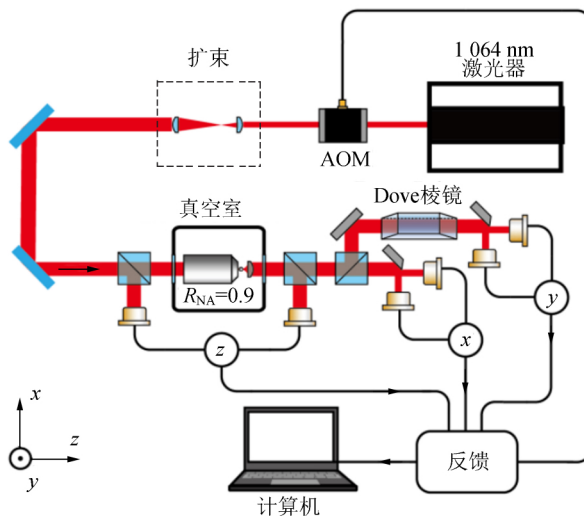 扩束
1 064 nm
激光器
AOM
Dove棱镜
真空室
R_NA=0.9
z
x
y
x
z
y
反馈
计算机